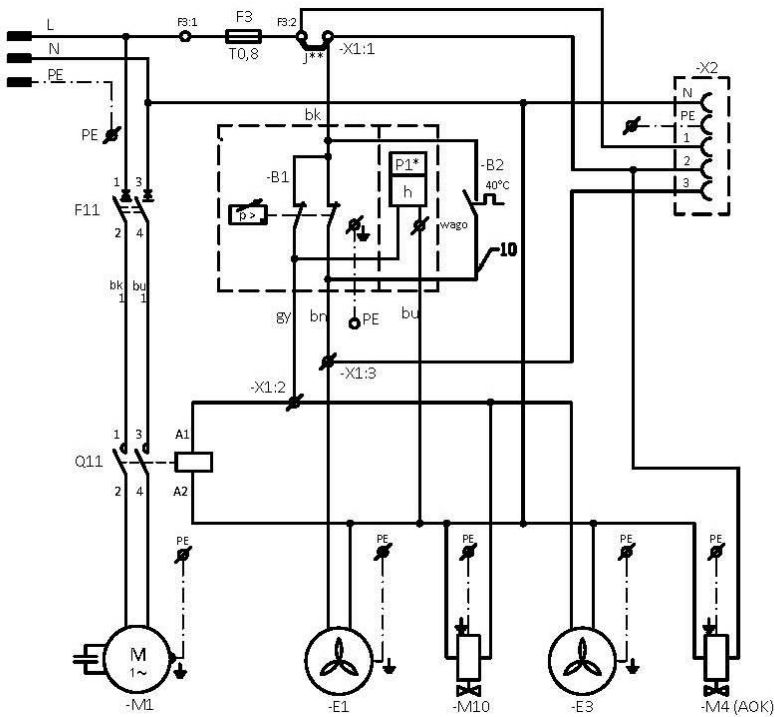 L
F3:1
F3
F3:2
T0,8
j**
-X1:1
N
PE
-X2
N
PE
1
2
3
PE
bk
-B1
P1*
h
-B2
40°C
p >
wago
10
1
3
F11
2
4
bk
1
bu
1
gy
bn
PE
bu
-X1:3
-X1:2
1
3
A1
Q11
A2
2
4
PE
PE
PE
PE
PE
M
1~
-M1
-E1
-M10
-E3
-M4 (AOK)